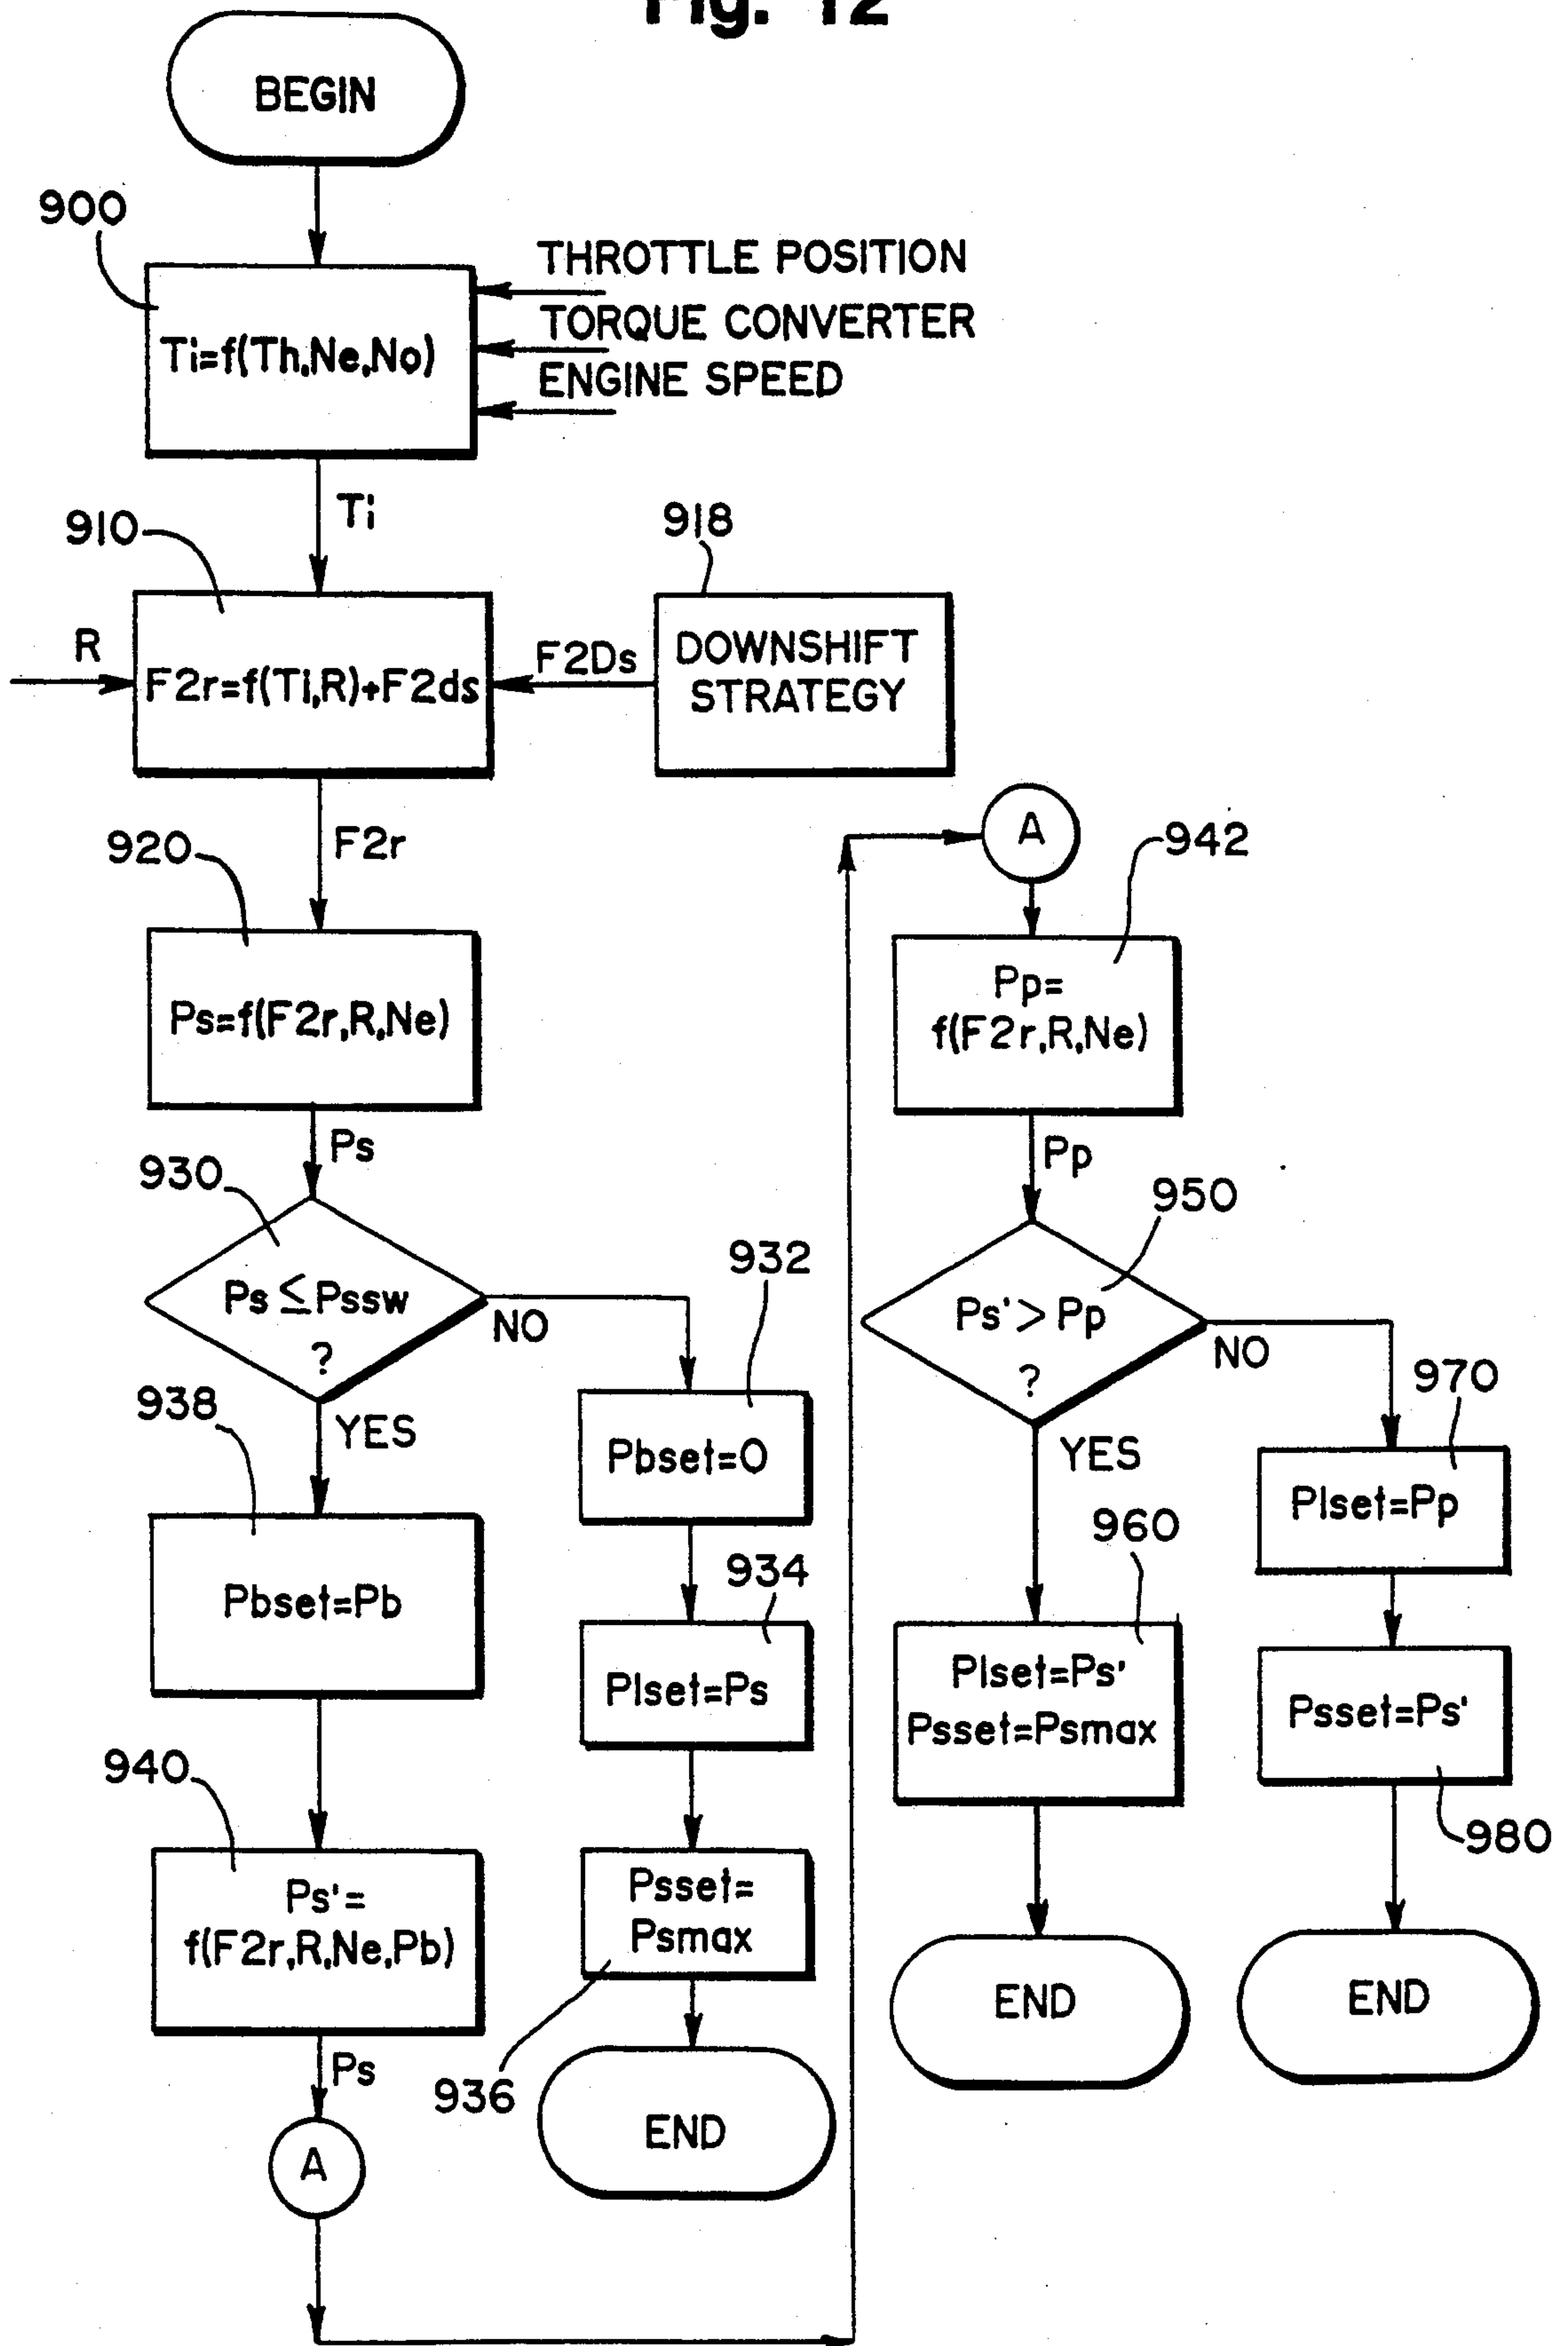 Fig. 12
BEGIN
900
THROTTLE POSITION
TORQUE CONVERTER
ENGINE SPEED
Ti=f(Th,Ne,No)
Ti
910
918
R
F2r=f(Ti,R)+F2ds
F2Ds
DOWNSHIFT
STRATEGY
F2r
920
Ps=f(F2r,R,Ne)
Ps
930
Ps≤Pssw
?
NO
YES
932
Pbset=0
934
Plset=Ps
Psset=
Psmax
936
END
938
Pbset=Pb
940
Ps'=
f(F2r,R,Ne,Pb)
Ps
A
A
942
Pp=
f(F2r,R,Ne)
Pp
950
Ps'>Pp
?
NO
YES
960
Plset=Ps'
Psset=Psmax
END
970
Plset=Pp
Psset=Ps'
980
END